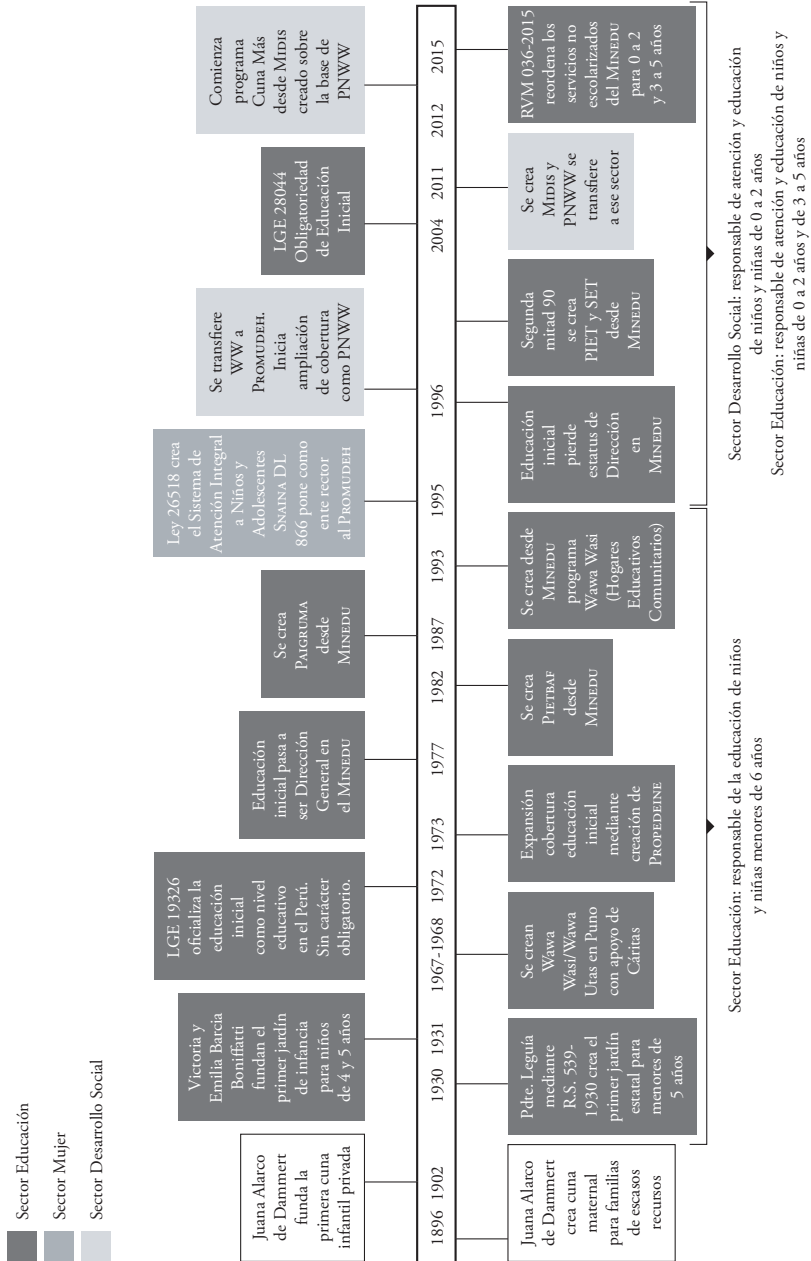 Sector Educación
Sector Mujer
Sector Desarrollo Social
Juana Alarco
de Dammert
funda la
primera cuna
infantil privada
Victoria y
Emilia Barcia
Boniffatti
fundan el
primer jardín
de infancia
para niños
de 4 y 5 años
LGE 19326
oficializa la
educación
inicial
como nivel
educativo
en el Perú.
Sin carácter
obligatorio.
Educación
inicial pasa a
ser Dirección
General en
el MINEDU
Se crea
PAIGRUMA
desde
MINEDU
Ley 26518 crea
el Sistema de
Atención Integral
a Niños y
Adolescentes
SNAINA DL
866 pone como
ente rector
al PROMUDEH
Se transfiere
WW a
PROMUDEH.
Inicia
ampliación
de cobertura
como PNWW
LGE 28044
Obligatoriedad
de Educación
Inicial
Comienza
programa
Cuna Más
desde MIDIS
creado sobre
la base de
PNWW
1896 1902 1930 1931 1967-1968 1972 1973 1977 1982 1987 1993 1995 1996 2004 2011 2012 2015
Juana Alarco
de Dammert
crea cuna
maternal
para familias
de escasos
recursos
Pdte. Leguía
mediante
R.S. 539-
1930 crea el
primer jardín
estatal para
menores de
5 años
Se crean
Wawa
Wasi/Wawa
Utas en Puno
con apoyo de
Cáritas
Expansión
cobertura
educación
inicial
mediante
creación de
PROPEDEINE
Se crea
PIETBAF
desde
MINEDU
Se crea desde
MINEDU
programa
Wawa Wasi
(Hogares
Educativos
Comunitarios)
Educación
inicial
pierde
estatus de
Dirección
en
MINEDU
Segunda
mitad 90
se crea
PIET y SET
desde
MINEDU
Se crea
MIDIS y
PNWW se
transfiere
a ese sector
RVM 036-2015
reordena los
servicios no
escolarizados
del MINEDU
para 0 a 2
y 3 a 5 años
Sector Educación: responsable de la educación de niños
y niñas menores de 6 años
Sector Desarrollo Social: responsable de atención y educación
de niños y niñas de 0 a 2 años
Sector Educación: responsable de atención y educación de niños y
niñas de 0 a 2 años y de 3 a 5 años